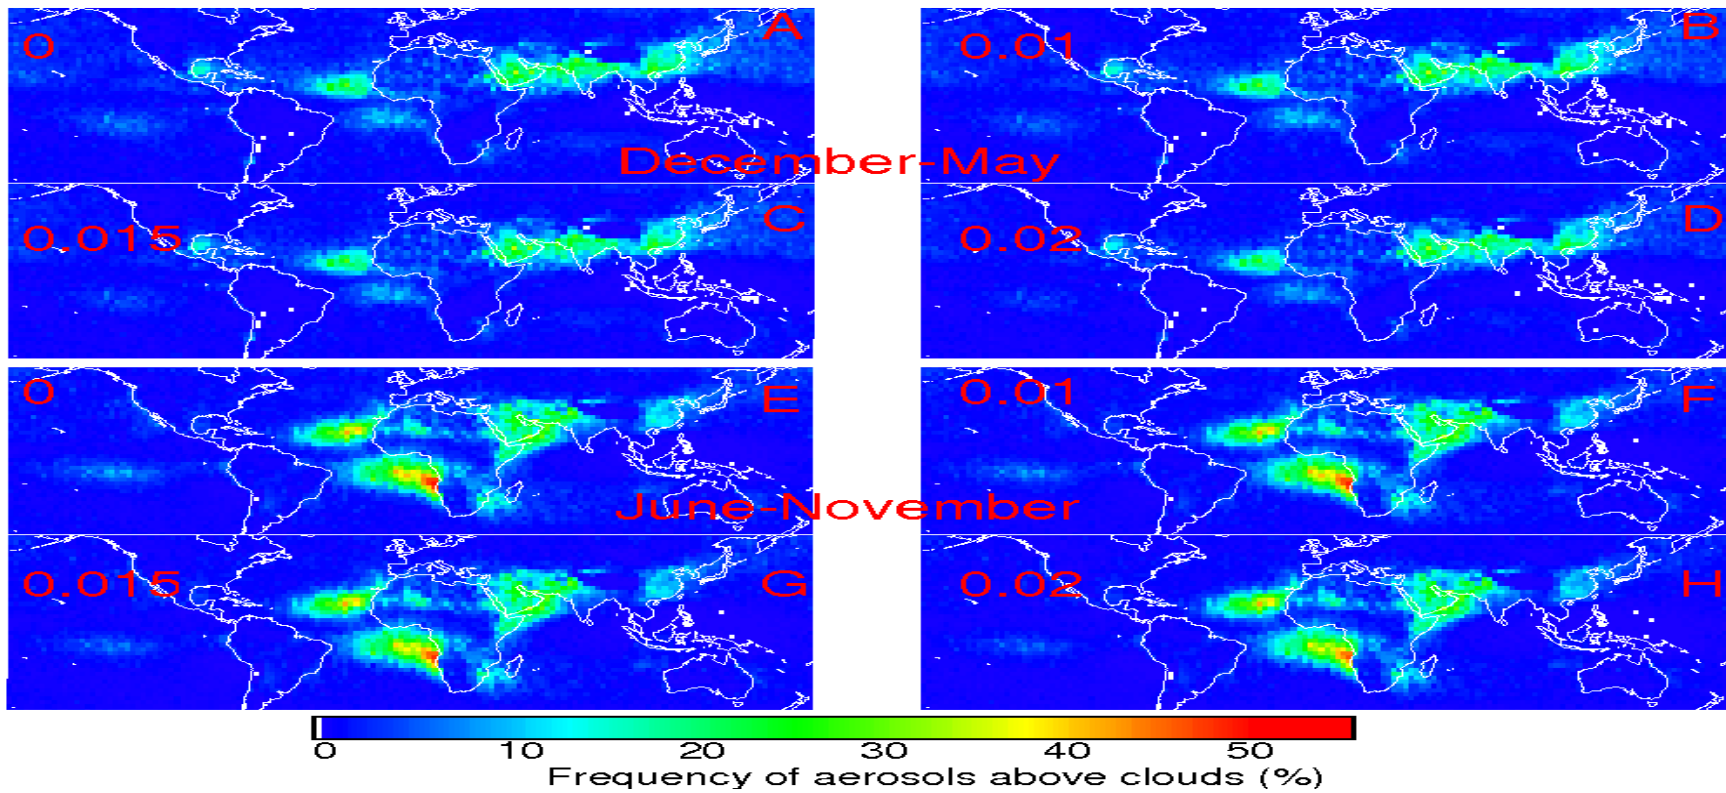 0 A 0.01 B
December-May
0.015 C 0.02 D
0 E 0.01 F
June-November
0.015 G 0.02 H
0 10 20 30 40 50
Frequency of aerosols above clouds (%)